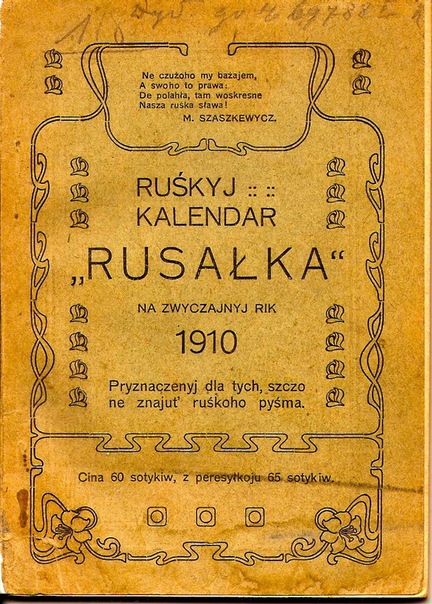 Ne czużoho my bażajem,
A swoho to prawa;
De polahła, tam woskresne
Nasza ruśka sława!
M. SZASZKEWYCZ.
RUŚKYJ :: ::
KALENDAR
„RUSAŁKA“
NA ZWYCZAJNYJ RIK
1910
Pryznaczenyj dla tych, szczo
ne znajut' ruśkoho pyśma.
Cina 60 sotykiw, z peresyłkoju 65 sotykiw.